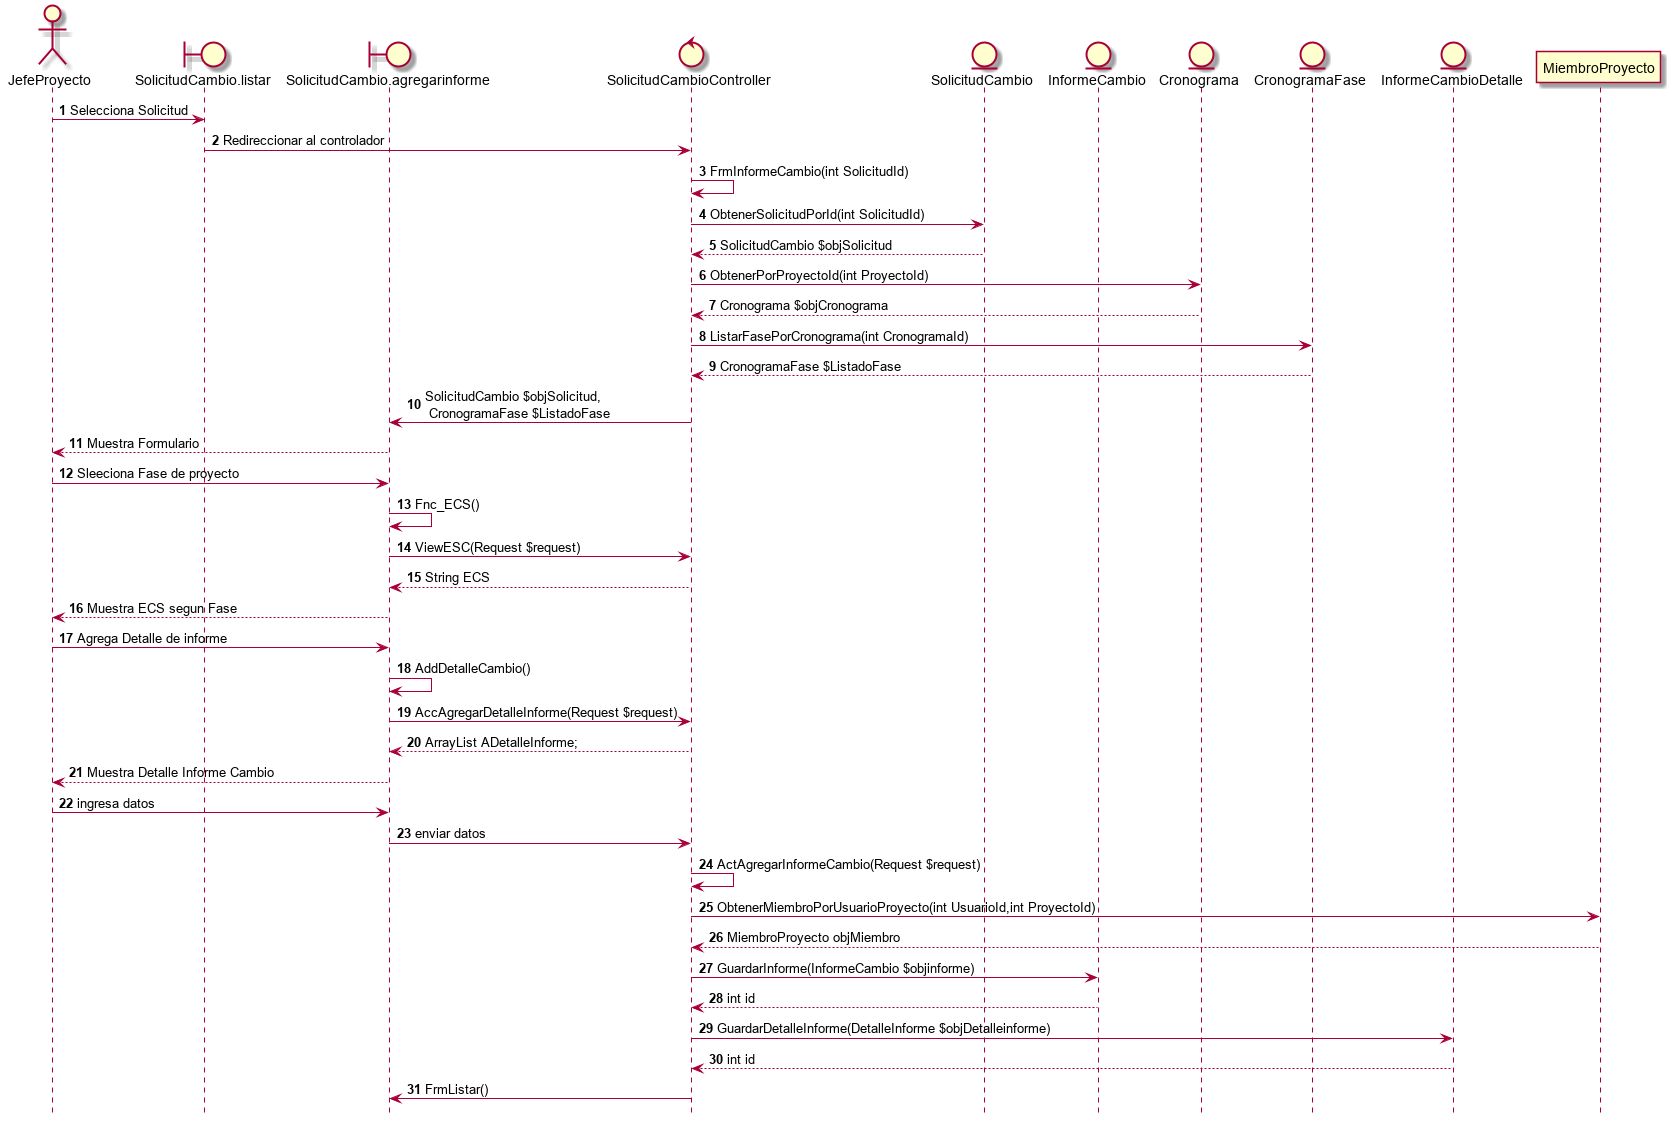 JefeProyecto
SolicitudCambio.listar
SolicitudCambio.agregarinforme
SolicitudCambioController
SolicitudCambio
InformeCambio
Cronograma
CronogramaFase
InformeCambioDetalle
MiembroProyecto
1 Selecciona Solicitud
2 Redireccionar al controlador
3 FrmInformeCambio(int SolicitudId)
4 ObtenerSolicitudPorId(int SolicitudId)
5 SolicitudCambio $objSolicitud
6 ObtenerPorProyectoId(int ProyectoId)
7 Cronograma $objCronograma
8 ListarFasePorCronograma(int CronogramaId)
9 CronogramaFase $ListadoFase
10 SolicitudCambio $objSolicitud,
CronogramaFase $ListadoFase
11 Muestra Formulario
12 Sleeciona Fase de proyecto
13 Fnc_ECS()
14 ViewESC(Request $request)
15 String ECS
16 Muestra ECS segun Fase
17 Agrega Detalle de informe
18 AddDetalleCambio()
19 AccAgregarDetalleInforme(Request $request)
20 ArrayList ADetalleInforme;
21 Muestra Detalle Informe Cambio
22 ingresa datos
23 enviar datos
24 ActAgregarInformeCambio(Request $request)
25 ObtenerMiembroPorUsuarioProyecto(int UsuarioId,int ProyectoId)
26 MiembroProyecto objMiembro
27 GuardarInforme(InformeCambio $objinforme)
28 int id
29 GuardarDetalleInforme(DetalleInforme $objDetalleinforme)
30 int id
31 FrmListar()